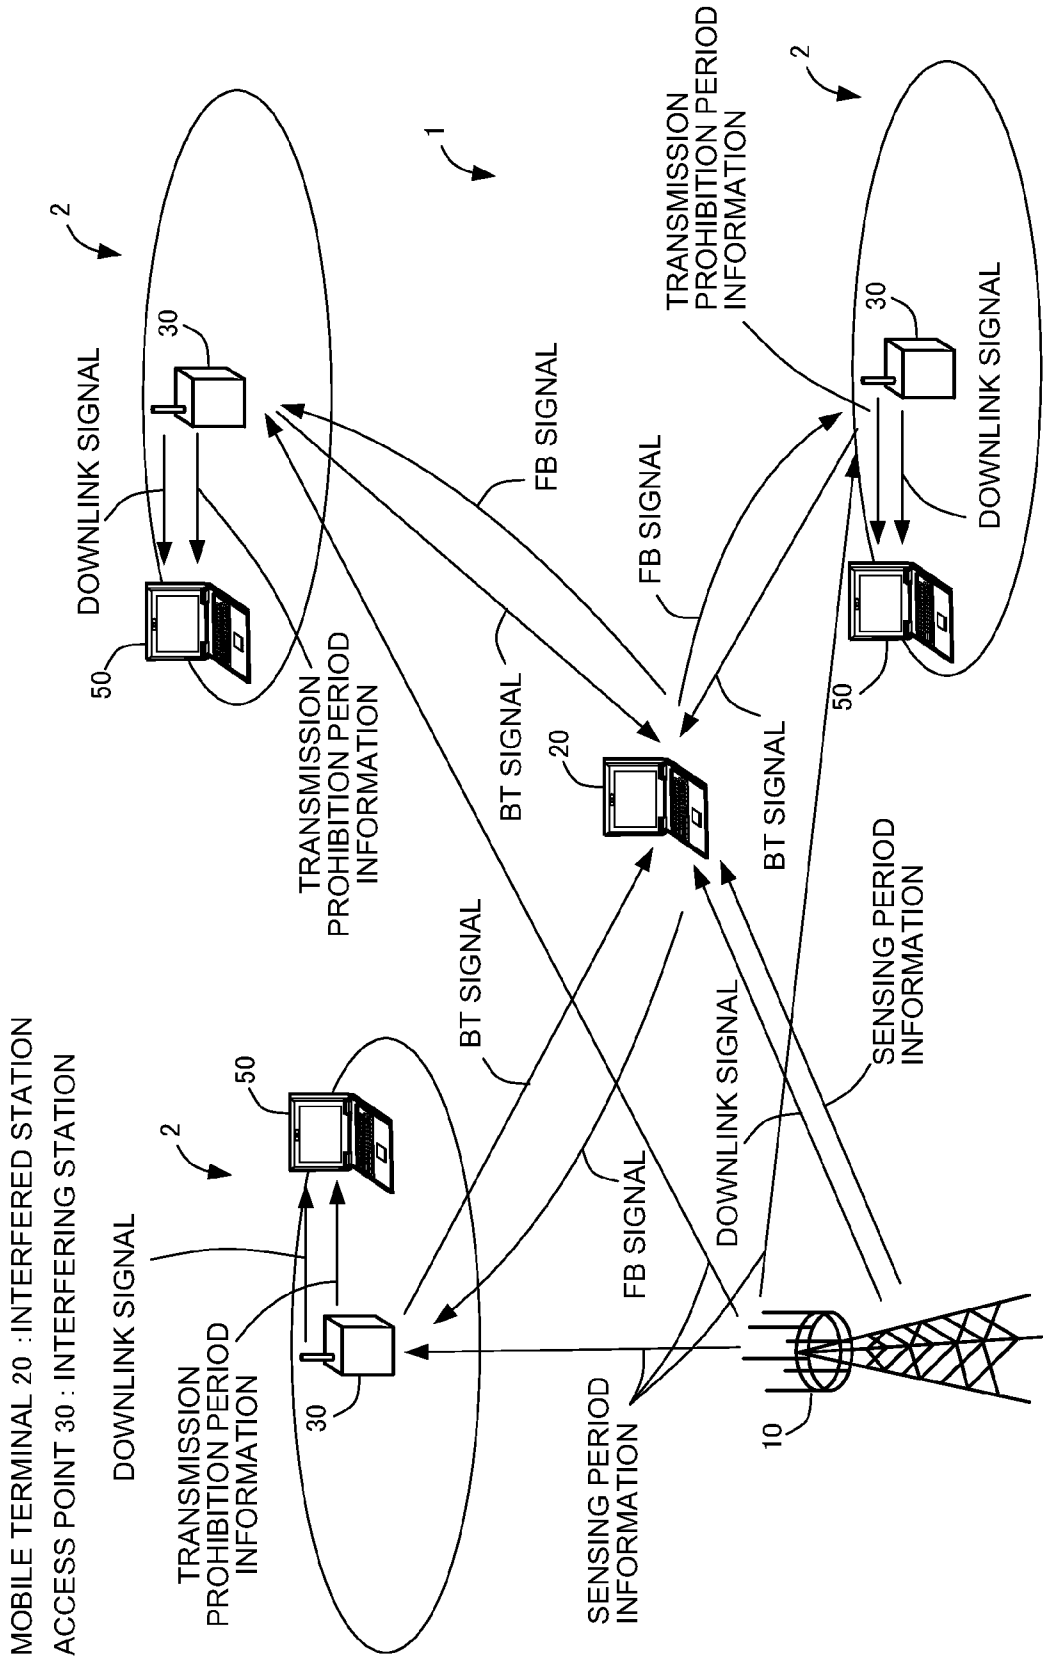 MOBILE TERMINAL 20 : INTERFERED STATION
ACCESS POINT 30 : INTERFERING STATION
DOWNLINK SIGNAL
2
50
TRANSMISSION
PROHIBITION PERIOD
INFORMATION
30
50
DOWNLINK SIGNAL
30
2
TRANSMISSION
PROHIBITION PERIOD
INFORMATION
1
BT SIGNAL
BT SIGNAL
FB SIGNAL
20
FB SIGNAL
SENSING PERIOD
INFORMATION
FB SIGNAL
DOWNLINK SIGNAL
BT SIGNAL
TRANSMISSION
PROHIBITION PERIOD
INFORMATION
2
10
SENSING PERIOD
INFORMATION
50
30
DOWNLINK SIGNAL